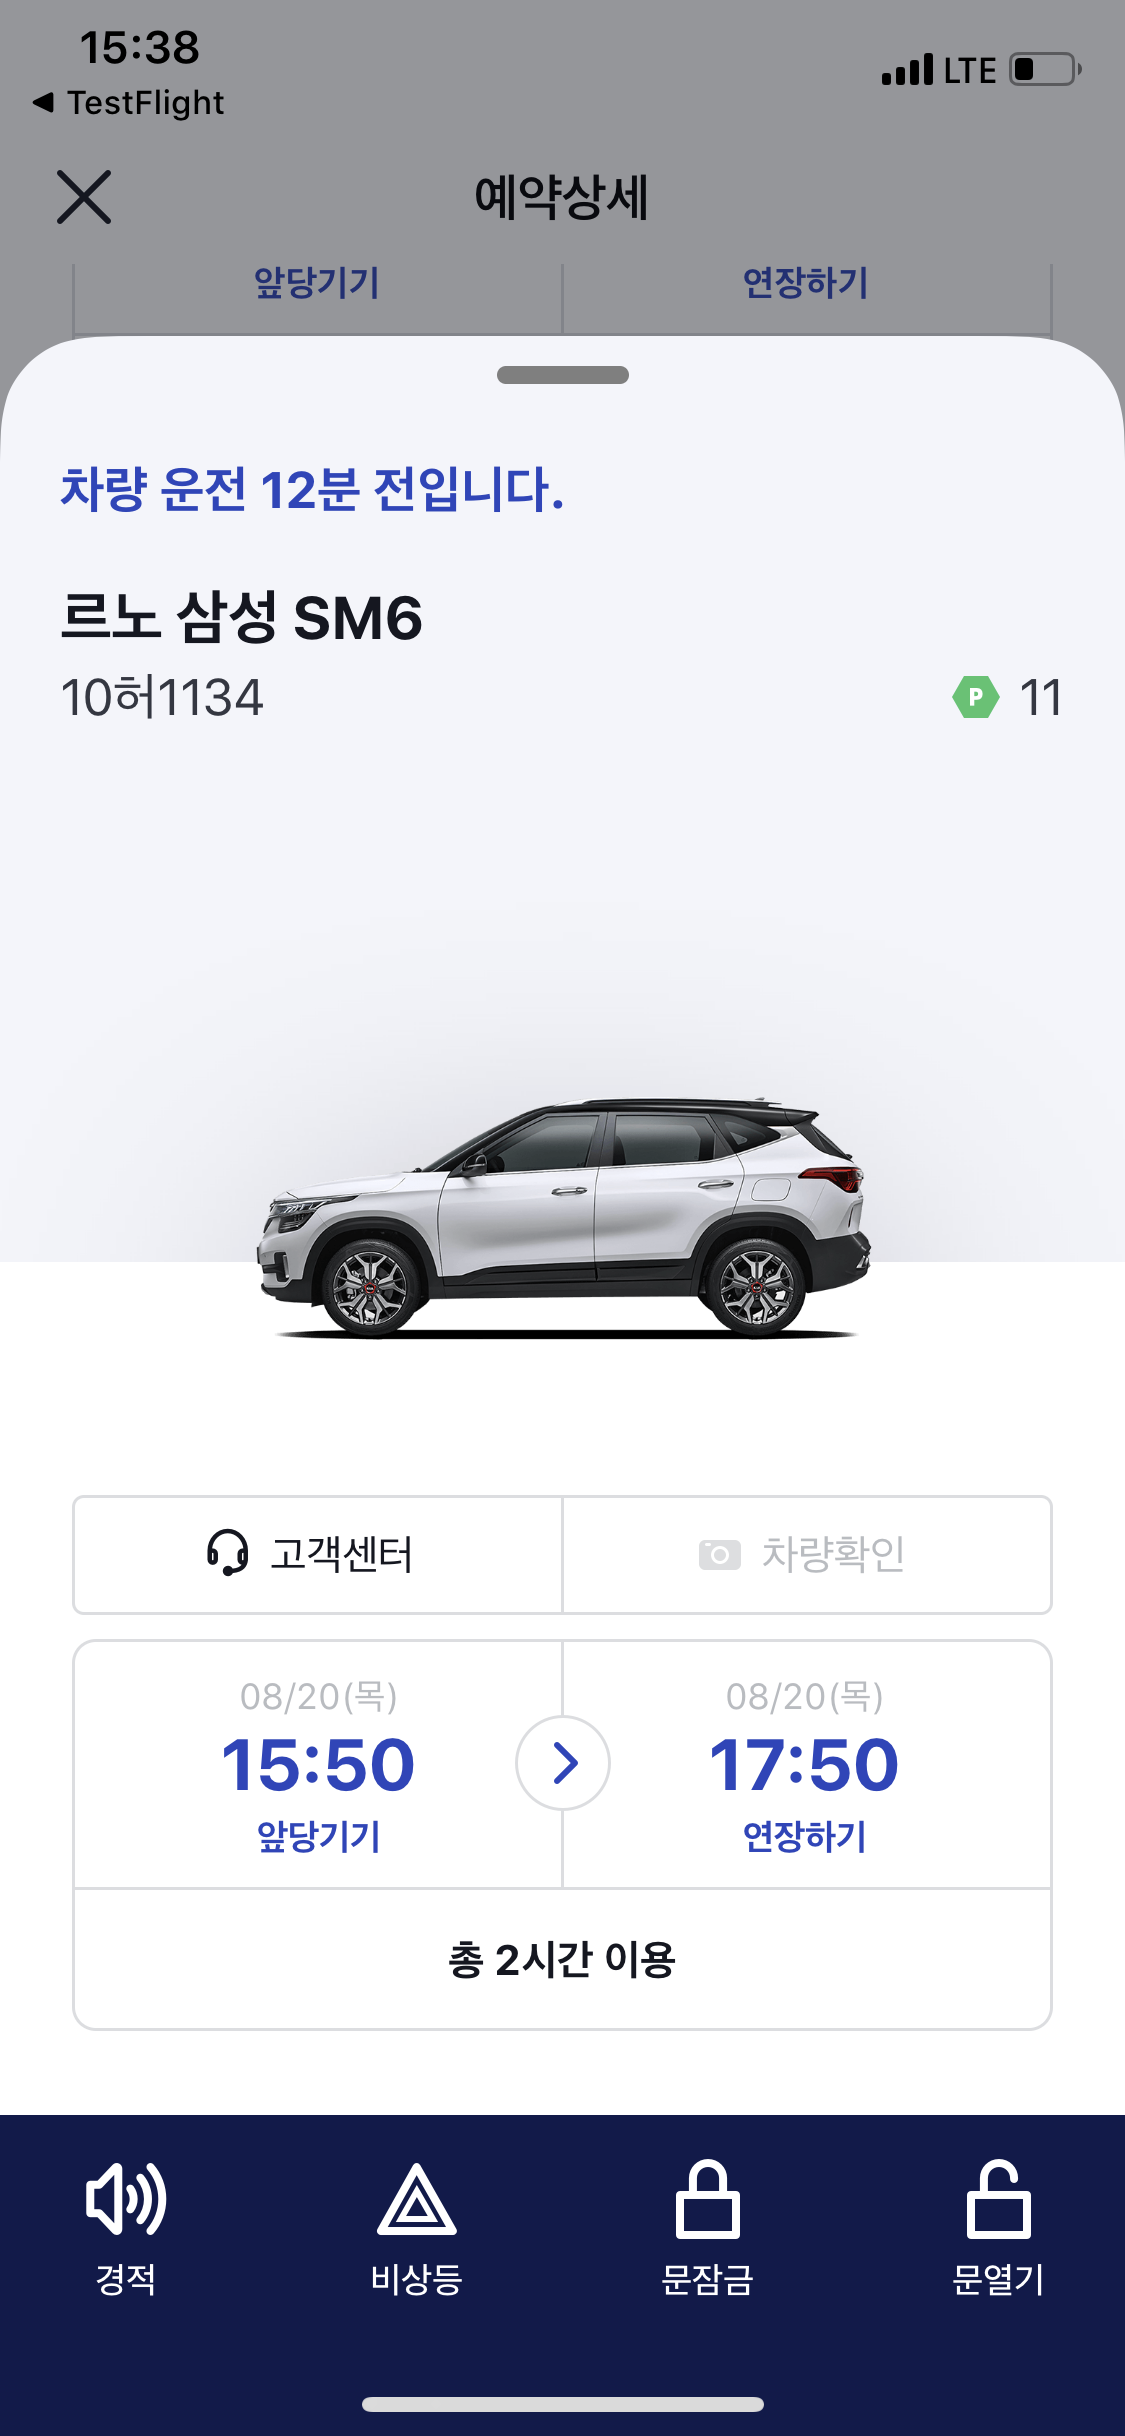 15:38
LTE
TestFlight
예약상세
앞당기기 연장하기
차량 운전 12분 전입니다.
르노 삼성 SM6
10허1134
P 11
고객센터 차량확인
08/20(목) 08/20(목)
15:50 17:50
앞당기기 연장하기
총 2시간 이용
경적 비상등 문잠금 문열기